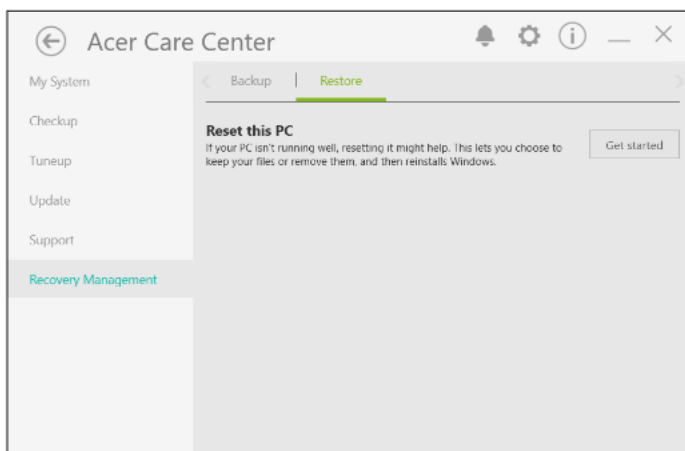 Acer Care Center
My System
Backup
Restore
Checkup
Reset this PC
If your PC isn't running well, resetting it might help. This lets you choose to
keep your files or remove them, and then reinstalls Windows.
Get started
Tuneup
Update
Support
Recovery Management